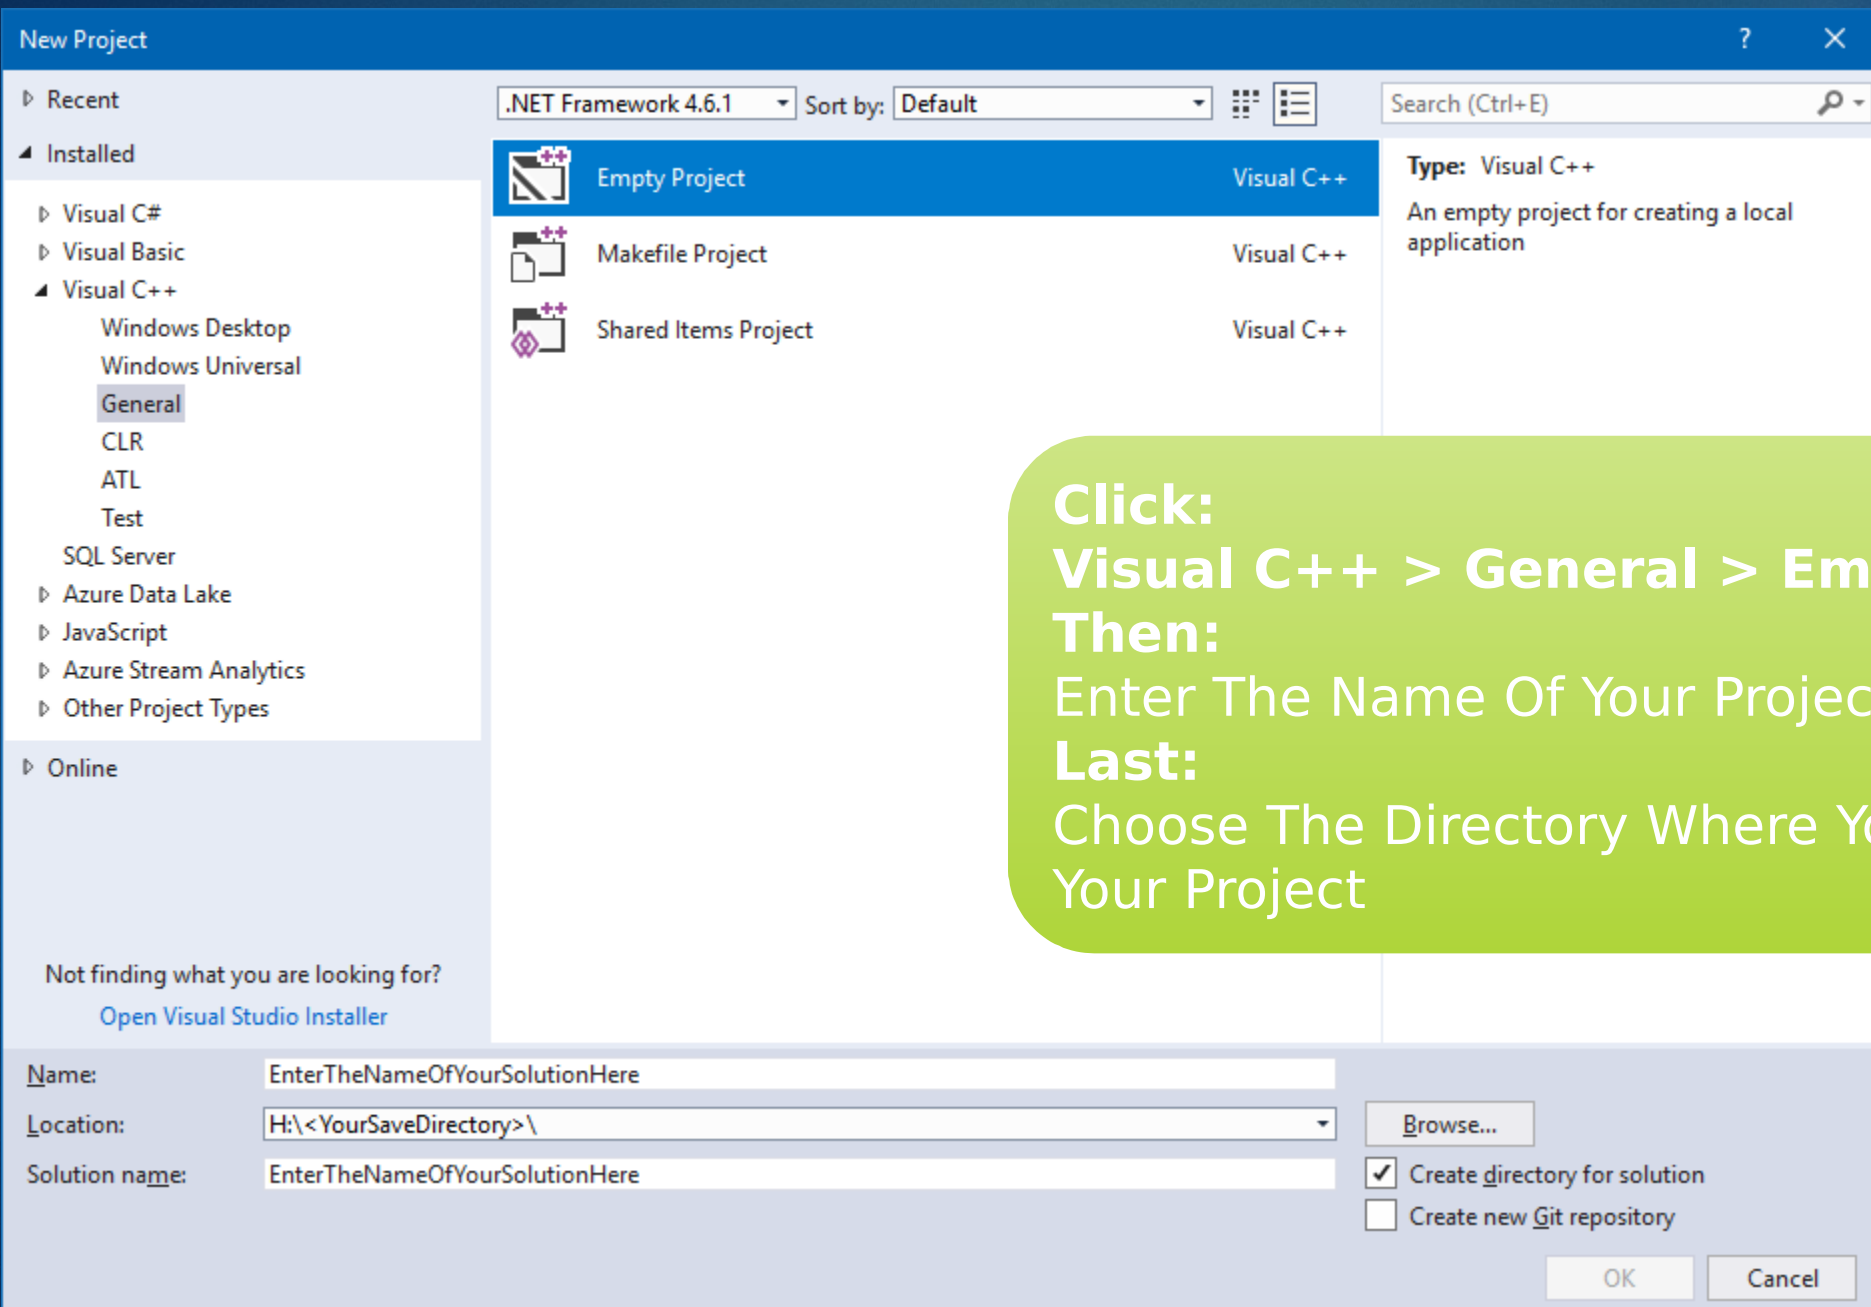 New Project
?
Recent
.NET Framework 4.6.1
Sort by:
Default
Search (Ctrl+E)
Installed
Visual C#
Visual Basic
Visual C++
Windows Desktop
Windows Universal
General
CLR
ATL
Test
SQL Server
Azure Data Lake
JavaScript
Azure Stream Analytics
Other Project Types
Online
Not finding what you are looking for?
Open Visual Studio Installer
Empty Project Visual C++
Makefile Project Visual C++
Shared Items Project Visual C++
Type: Visual C++
An empty project for creating a local
application
Click:
Visual C++ > General > Em
Then:
Enter The Name Of Your Projec
Last:
Choose The Directory Where Yo
Your Project
Name: EnterTheNameOfYourSolutionHere
Location: H:\<YourSaveDirectory>\
Browse...
Solution name: EnterTheNameOfYourSolutionHere
Create directory for solution
Create new Git repository
OK
Cancel